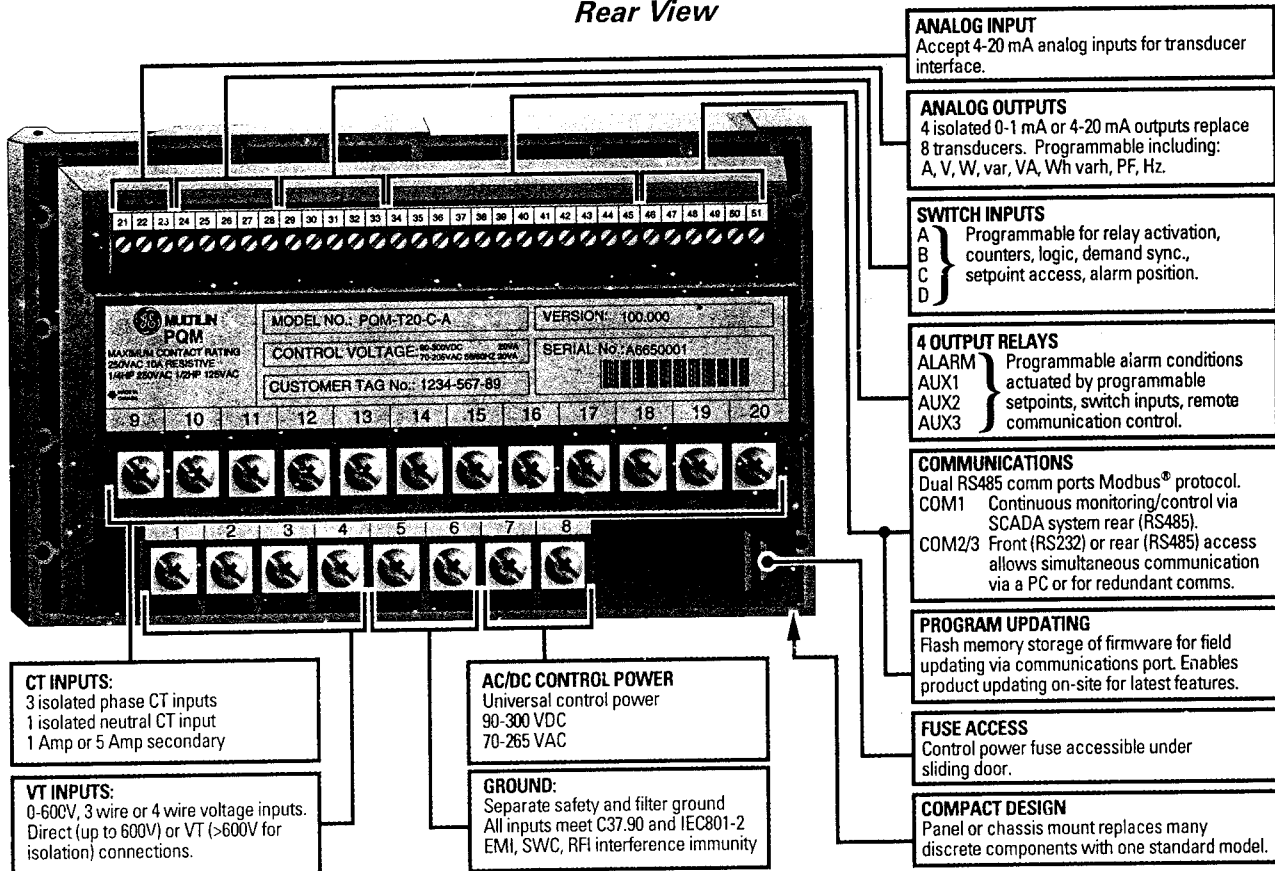 Rear View
ANALOG INPUT
Accept 4-20 mA analog inputs for transducer
interface.
ANALOG OUTPUTS
4 isolated 0-1 mA or 4-20 mA outputs replace
8 transducers. Programmable including:
A, V, W, var, VA, Wh varh, PF, Hz.
SWITCH INPUTS
A
B
C
D
Programmable for relay activation,
counters, logic, demand sync.,
setpoint access, alarm position.
4 OUTPUT RELAYS
ALARM
AUX1
AUX2
AUX3
Programmable alarm conditions
actuated by programmable
setpoints, switch inputs, remote
communication control.
COMMUNICATIONS
Dual RS485 comm ports Modbus® protocol.
COM1 Continuous monitoring/control via
SCADA system rear (RS485).
COM2/3 Front (RS232) or rear (RS485) access
allows simultaneous communication
via a PC or for redundant comms.
PROGRAM UPDATING
Flash memory storage of firmware for field
updating via communications port. Enables
product updating on-site for latest features.
FUSE ACCESS
Control power fuse accessible under
sliding door.
COMPACT DESIGN
Panel or chassis mount replaces many
discrete components with one standard model.
21 22 23 24 25 26 27 28 29 30 31 32 33 34 35 36 37 38 39 40 41 42 43 44 45 46 47 48 49 50 51
GE MULTILIN
PQM
MAXIMUM CONTACT RATING
250VAC 10A RESISTIVE
1/4HP 250VAC 1/2HP 125VAC
MODEL NO.: PQM-T20-C-A
VERSION: 100.000
CONTROL VOLTAGE: 90-300VDC 20VA
70-265VAC 50/60HZ 20VA
SERIAL No.: A6650001
CUSTOMER TAG No.: 1234-567-89
9 10 11 12 13 14 15 16 17 18 19 20
1 2 3 4 5 6 7 8
CT INPUTS:
3 isolated phase CT inputs
1 isolated neutral CT input
1 Amp or 5 Amp secondary
VT INPUTS:
0-600V, 3 wire or 4 wire voltage inputs.
Direct (up to 600V) or VT (>600V for
isolation) connections.
AC/DC CONTROL POWER
Universal control power
90-300 VDC
70-265 VAC
GROUND:
Separate safety and filter ground
All inputs meet C37.90 and IEC801-2
EMI, SWC, RFI interference immunity